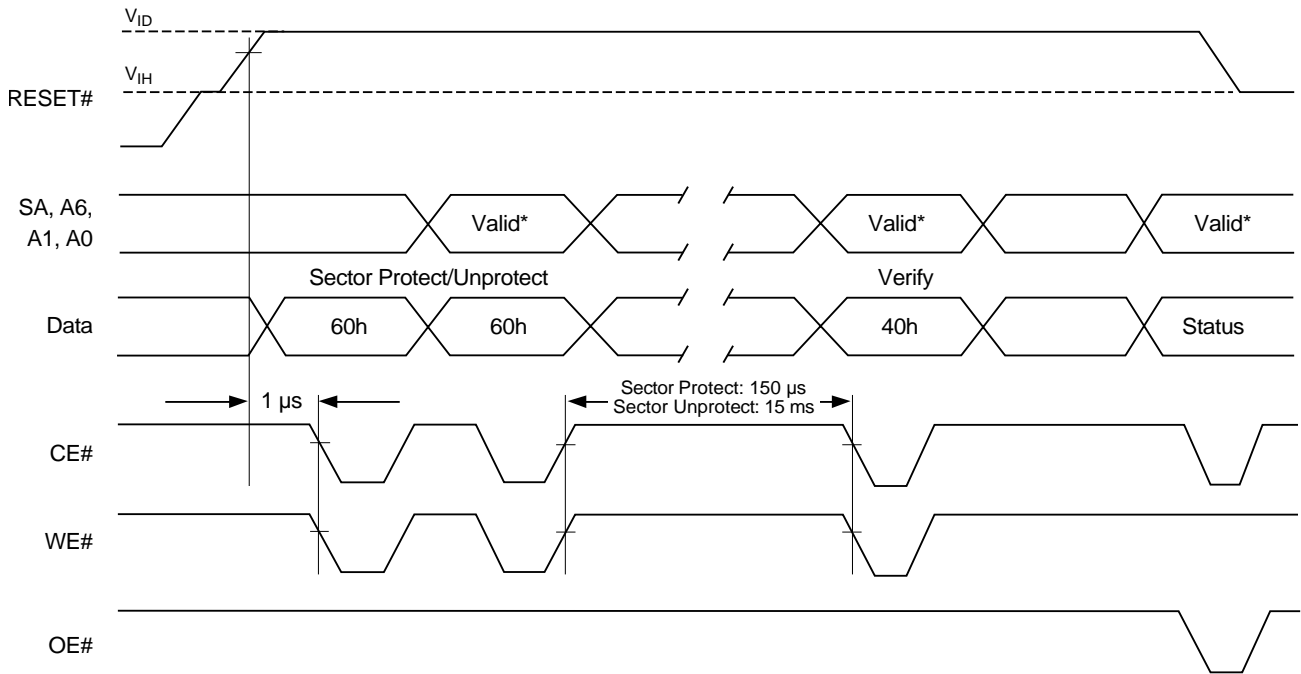 VID
VIH
RESET#
SA, A6,
A1, A0
Valid*
Valid*
Valid*
Sector Protect/Unprotect
Verify
Data
60h
60h
40h
Status
1 µs
Sector Protect: 150 µs
Sector Unprotect: 15 ms
CE#
WE#
OE#